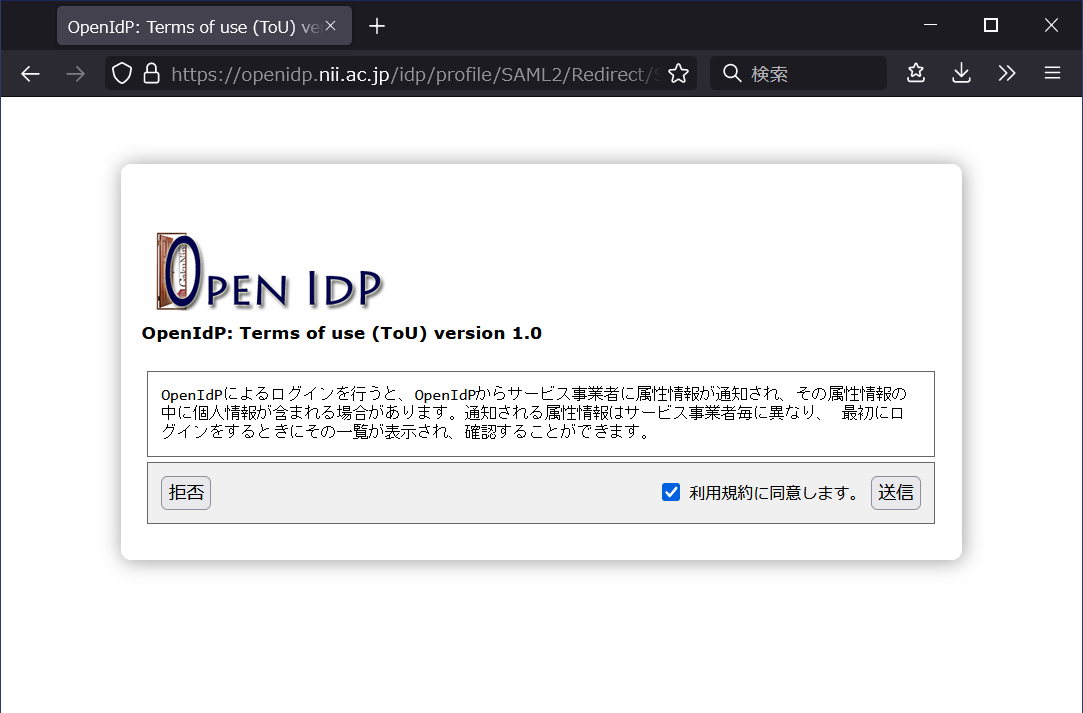 OpenIdP: Terms of use (ToU) ve
https://openidp.nii.ac.jp/idp/profile/SAML2/Redirect/S
検索
OPEN IDP
OpenIdP: Terms of use (ToU) version 1.0
OpenIdPによるログインを行うと、OpenIdPからサービス事業者に属性情報が通知され、その属性情報の
中に個人情報が含まれる場合があります。通知される属性情報はサービス事業者毎に異なり、 最初にロ
グインをするときにその一覧が表示され、確認することができます。
拒否
利用規約に同意します。
送信